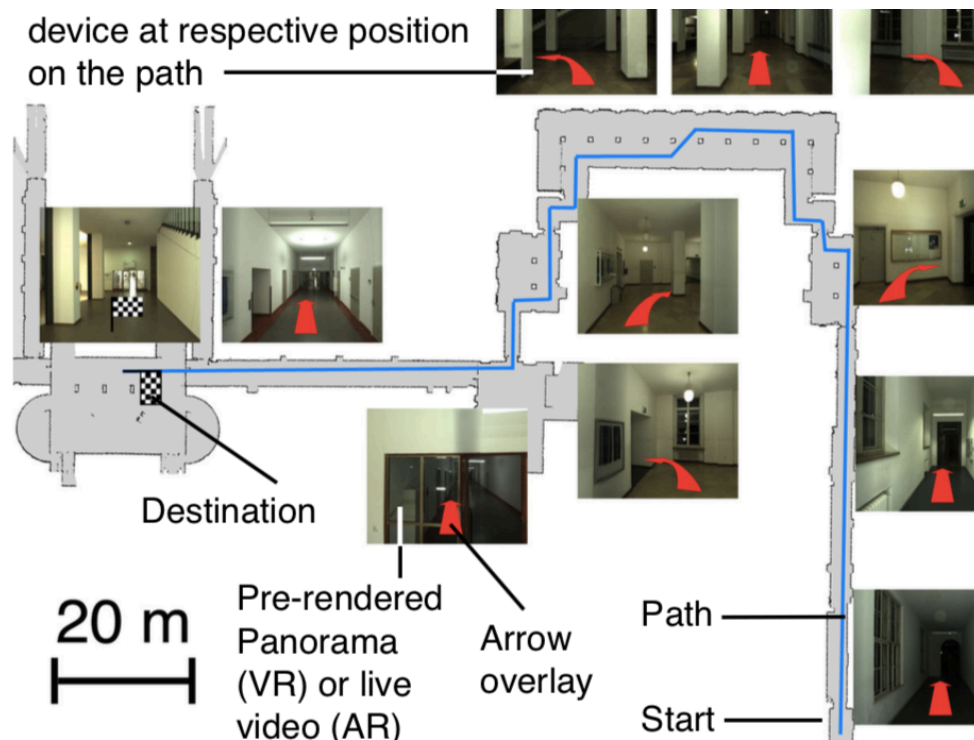 device at respective position
on the path
Destination
20 m
Pre-rendered
Panorama
(VR) or live
video (AR)
Arrow
overlay
Path
Start